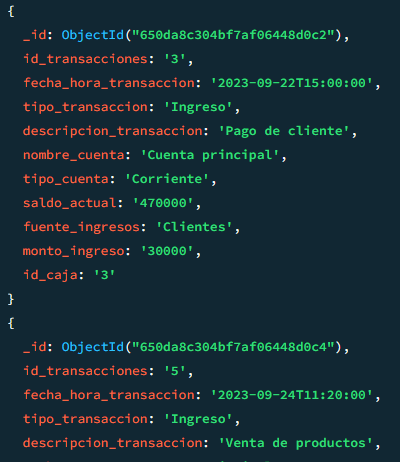 {
_id: ObjectId("650da8c304bf7af06448d0c2"),
id_transacciones: '3',
fecha_hora_transaccion: '2023-09-22T15:00:00',
tipo_transaccion: 'Ingreso',
descripcion_transaccion: 'Pago de cliente',
nombre_cuenta: 'Cuenta principal',
tipo_cuenta: 'Corriente',
saldo_actual: '470000',
fuente_ingresos: 'Clientes',
monto_ingreso: '30000',
id_caja: '3'
}
{
_id: ObjectId("650da8c304bf7af06448d0c4"),
id_transacciones: '5',
fecha_hora_transaccion: '2023-09-24T11:20:00',
tipo_transaccion: 'Ingreso',
descripcion_transaccion: 'Venta de productos',